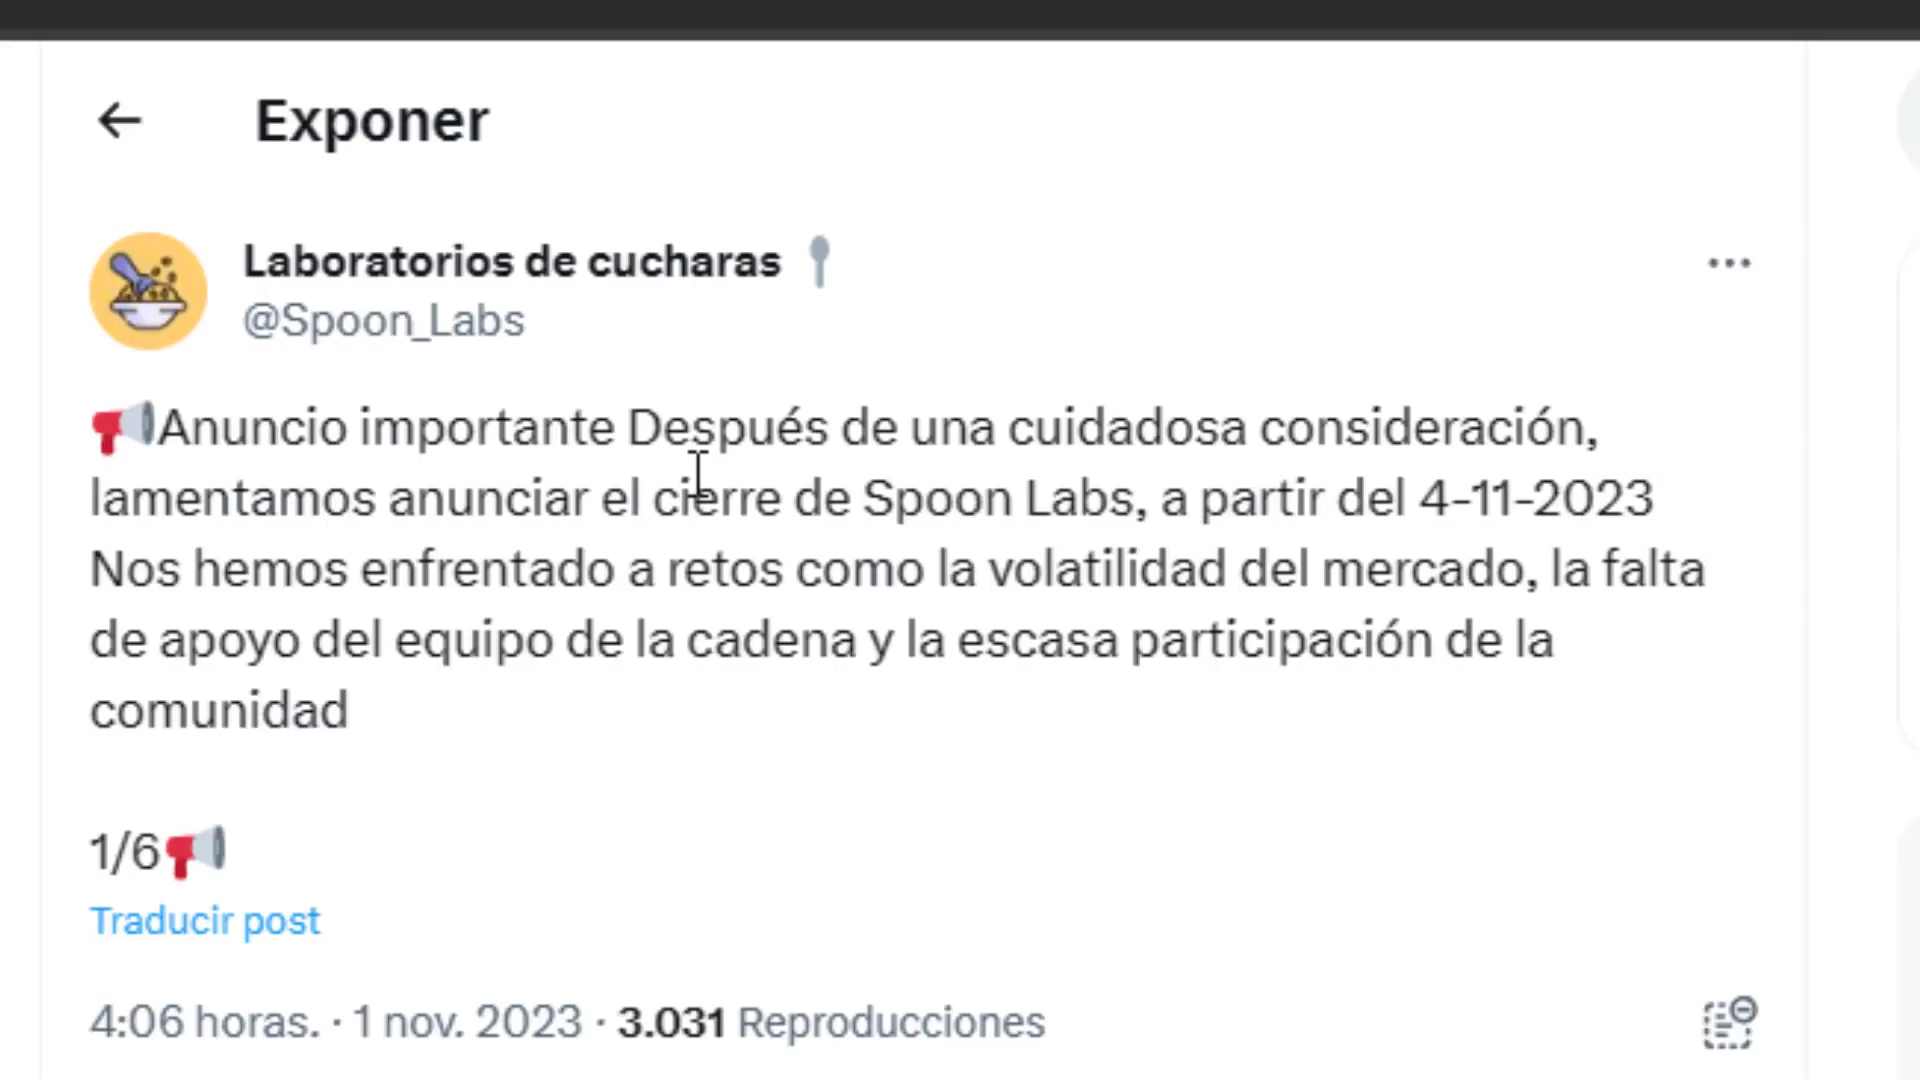 Exponer
Laboratorios de cucharas
@Spoon_Labs
Anuncio importante Después de una cuidadosa consideración,
lamentamos anunciar el cierre de Spoon Labs, a partir del 4-11-2023
Nos hemos enfrentado a retos como la volatilidad del mercado, la falta
de apoyo del equipo de la cadena y la escasa participación de la
comunidad
1/6
Traducir post
4:06 horas. · 1 nov. 2023 · 3.031 Reproducciones